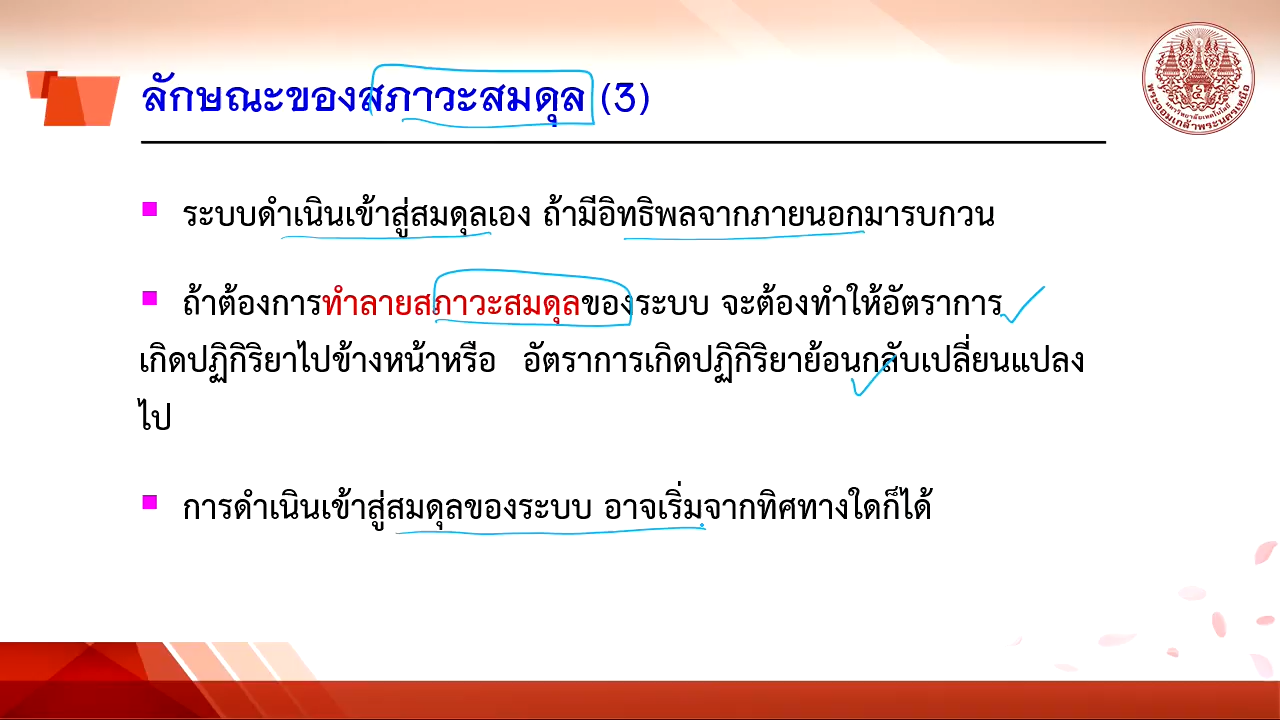 ลักษณะของสภาวะสมดุล (3)
ระบบดำเนินเข้าสู่สมดุลเอง ถ้ามีอิทธิพลจากภายนอกมารบกวน
ถ้าต้องการทำลายสภาวะสมดุลของระบบ จะต้องทำให้อัตราการ
เกิดปฏิกิริยาไปข้างหน้าหรือ อัตราการเกิดปฏิกิริยาย้อนกลับเปลี่ยนแปลง
ไป
การดำเนินเข้าสู่สมดุลของระบบ อาจเริ่มจากทิศทางใดก็ได้